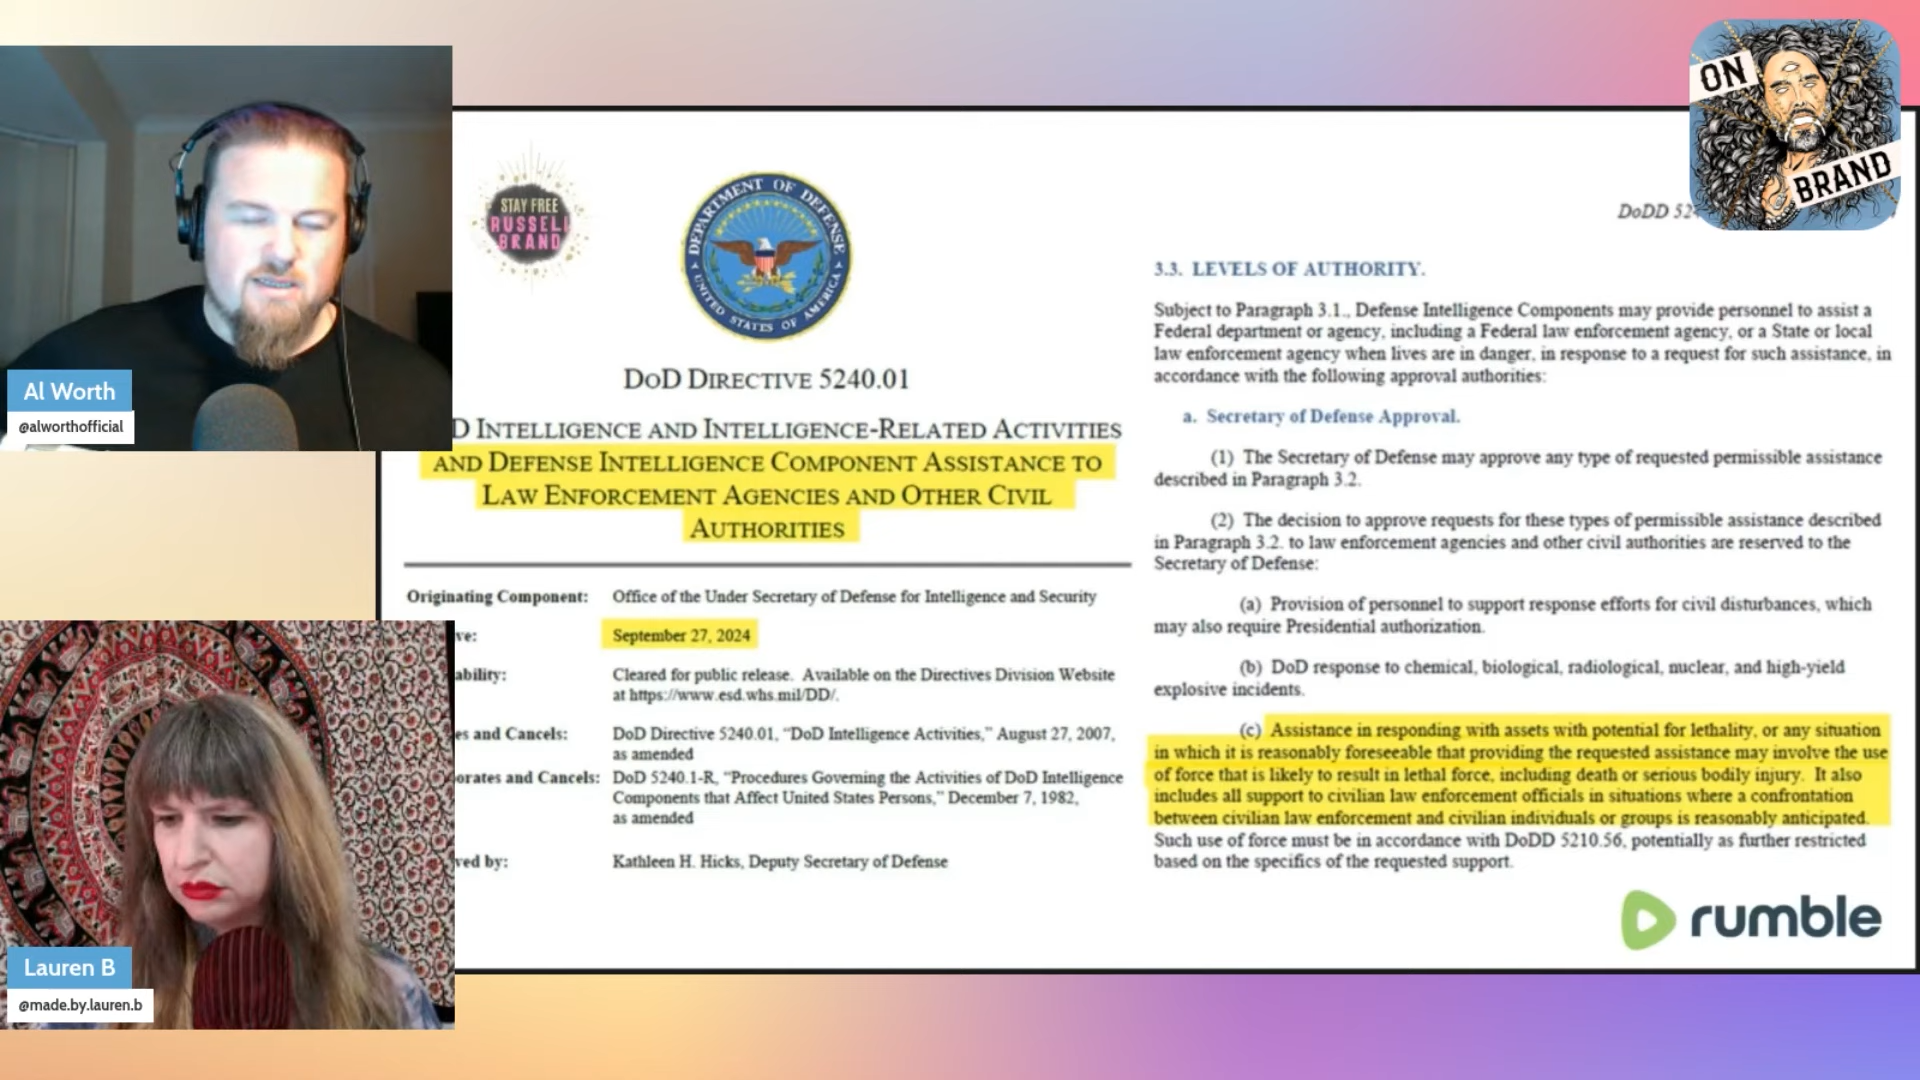 ON
BRAND
STAY FREE
RUSSELL
BRAND
DEPARTMENT OF DEFENSE
UNITED STATES OF AMERICA
DOD DIRECTIVE 5240.01
D INTELLIGENCE AND INTELLIGENCE-RELATED ACTIVITIES
AND DEFENSE INTELLIGENCE COMPONENT ASSISTANCE TO
LAW ENFORCEMENT AGENCIES AND OTHER CIVIL
AUTHORITIES
Originating Component: Office of the Under Secretary of Defense for Intelligence and Security
ve: September 27, 2024
ability: Cleared for public release. Available on the Directives Division Website
at https://www.esd.whs.mil/DD/.
es and Cancels: DoD Directive 5240.01, “DoD Intelligence Activities,” August 27, 2007,
as amended
orates and Cancels: DoD 5240.1-R, “Procedures Governing the Activities of DoD Intelligence
Components that Affect United States Persons,” December 7, 1982,
as amended
ved by: Kathleen H. Hicks, Deputy Secretary of Defense
DoDD 52
3.3. LEVELS OF AUTHORITY.
Subject to Paragraph 3.1., Defense Intelligence Components may provide personnel to assist a
Federal department or agency, including a Federal law enforcement agency, or a State or local
law enforcement agency when lives are in danger, in response to a request for such assistance, in
accordance with the following approval authorities:
a. Secretary of Defense Approval.
(1) The Secretary of Defense may approve any type of requested permissible assistance
described in Paragraph 3.2.
(2) The decision to approve requests for these types of permissible assistance described
in Paragraph 3.2. to law enforcement agencies and other civil authorities are reserved to the
Secretary of Defense:
(a) Provision of personnel to support response efforts for civil disturbances, which
may also require Presidential authorization.
(b) DoD response to chemical, biological, radiological, nuclear, and high-yield
explosive incidents.
(c) Assistance in responding with assets with potential for lethality, or any situation
in which it is reasonably foreseeable that providing the requested assistance may involve the use
of force that is likely to result in lethal force, including death or serious bodily injury. It also
includes all support to civilian law enforcement officials in situations where a confrontation
between civilian law enforcement and civilian individuals or groups is reasonably anticipated.
Such use of force must be in accordance with DoDD 5210.56, potentially as further restricted
based on the specifics of the requested support.
rumble
Al Worth
@alworthofficial
Lauren B
@made.by.lauren.b